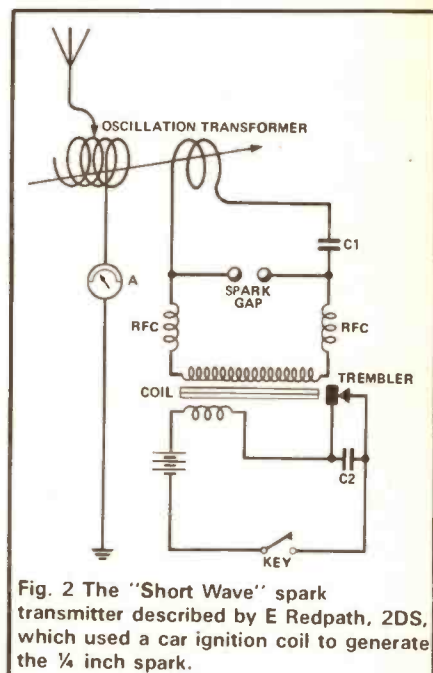 OSCILLATION TRANSFORMER
C1
A
SPARK
GAP
RFC
RFC
TREMBLER
COIL
C2
KEY
Fig. 2 The "Short Wave" spark
transmitter described by E Redpath, 2DS,
which used a car ignition coil to generate
the ¼ inch spark.